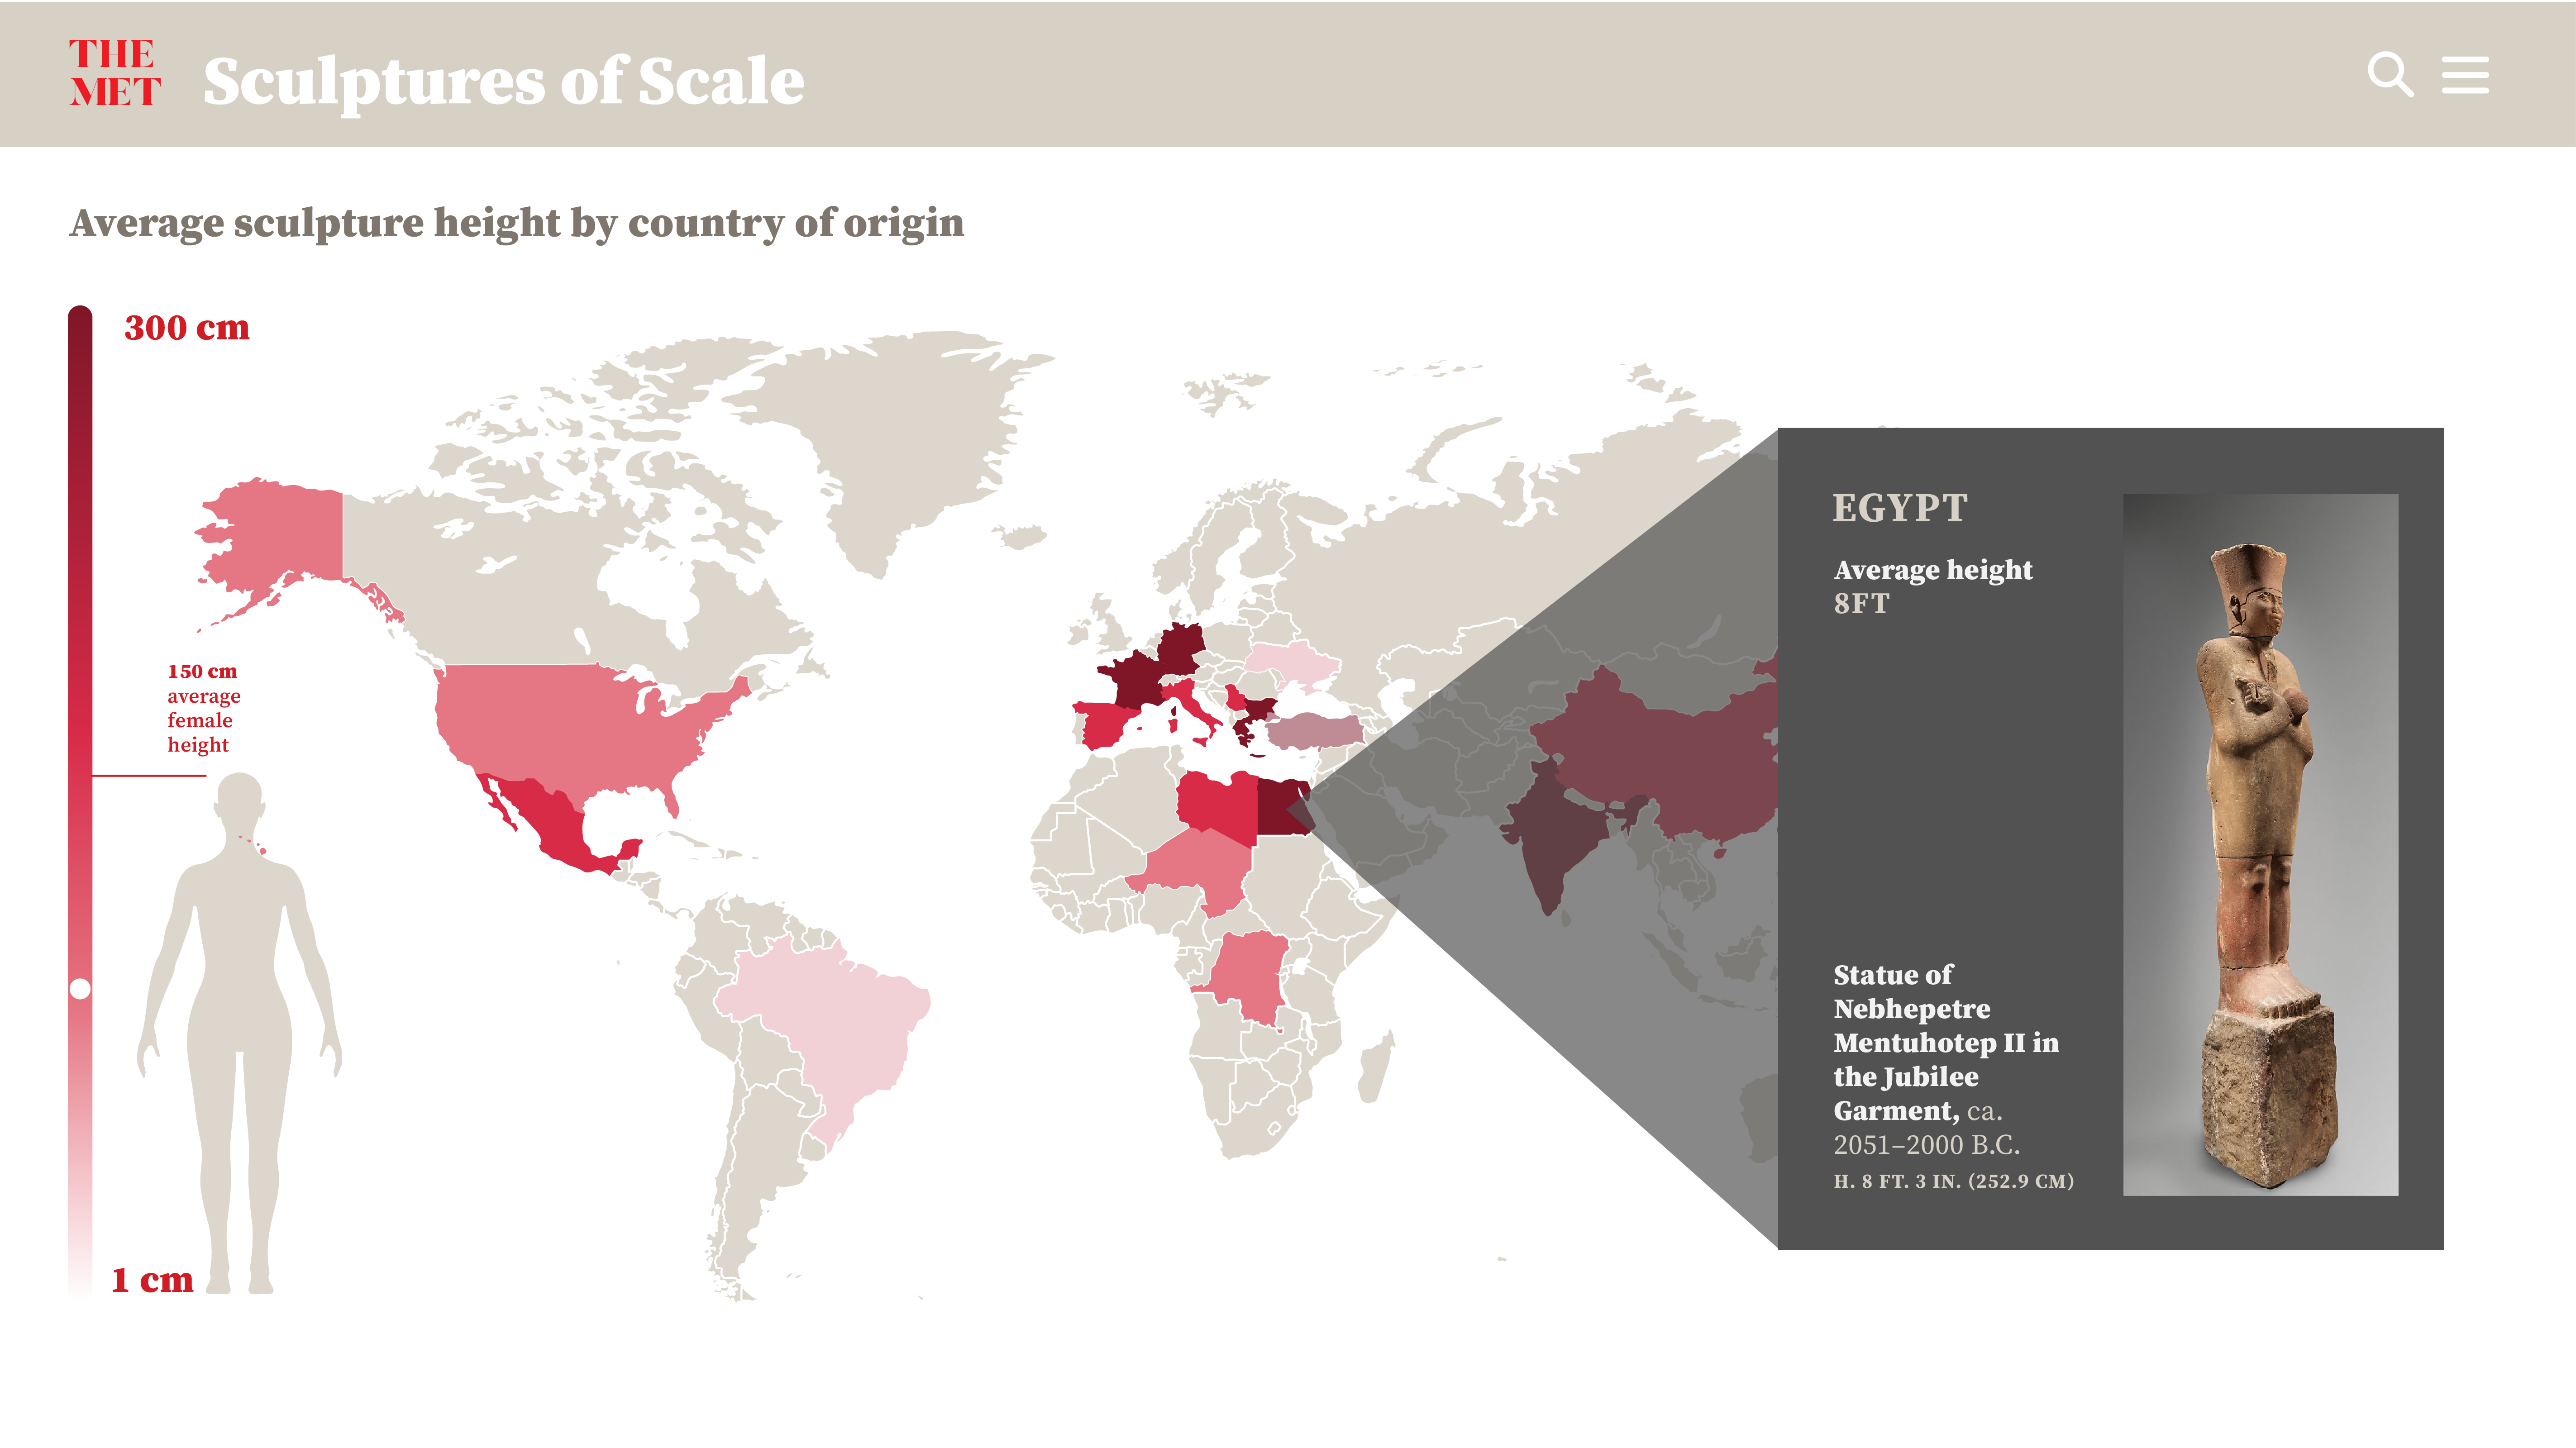 THE
MET
Sculptures of Scale
Average sculpture height by country of origin
300 cm
150 cm
average
female
height
1 cm
EGYPT
Average height
8FT
Statue of
Nebhepetre
Mentuhotep II in
the Jubilee
Garment, ca.
2051–2000 B.C.
H. 8 FT. 3 IN. (252.9 CM)